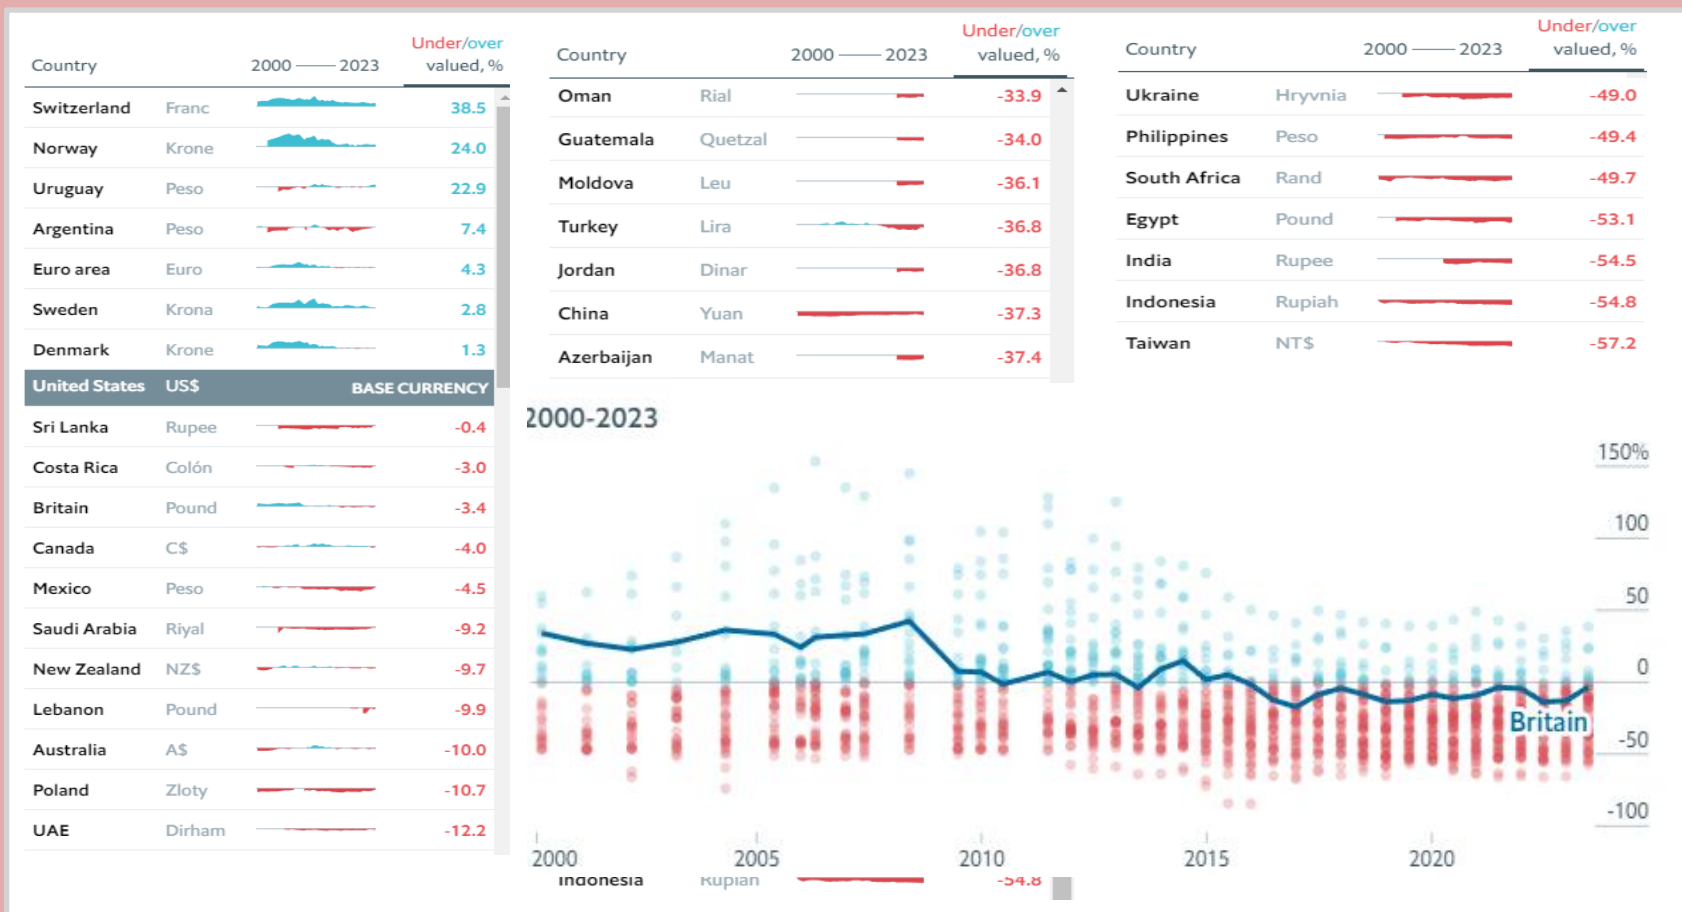 Under/over
Country 2000 2023 valued, %
Switzerland Franc 38.5
Norway Krone 24.0
Uruguay Peso 22.9
Argentina Peso 7.4
Euro area Euro 4.3
Sweden Krona 2.8
Denmark Krone 1.3
United States US$ BASE CURRENCY
Sri Lanka Rupee -0.4
Costa Rica Colón -3.0
Britain Pound -3.4
Canada C$ -4.0
Mexico Peso -4.5
Saudi Arabia Riyal -9.2
New Zealand NZ$ -9.7
Lebanon Pound -9.9
Australia A$ -10.0
Poland Zloty -10.7
UAE Dirham -12.2
Under/over
Country 2000 2023 valued, %
Oman Rial -33.9
Guatemala Quetzal -34.0
Moldova Leu -36.1
Turkey Lira -36.8
Jordan Dinar -36.8
China Yuan -37.3
Azerbaijan Manat -37.4
Under/over
Country 2000 2023 valued, %
Ukraine Hryvnia -49.0
Philippines Peso -49.4
South Africa Rand -49.7
Egypt Pound -53.1
India Rupee -54.5
Indonesia Rupiah -54.8
Taiwan NT$ -57.2
2000-2023
150%
100
50
0
Britain
-50
-100
2000 2005 2010 2015 2020
Indonesia Rupiah -54.8